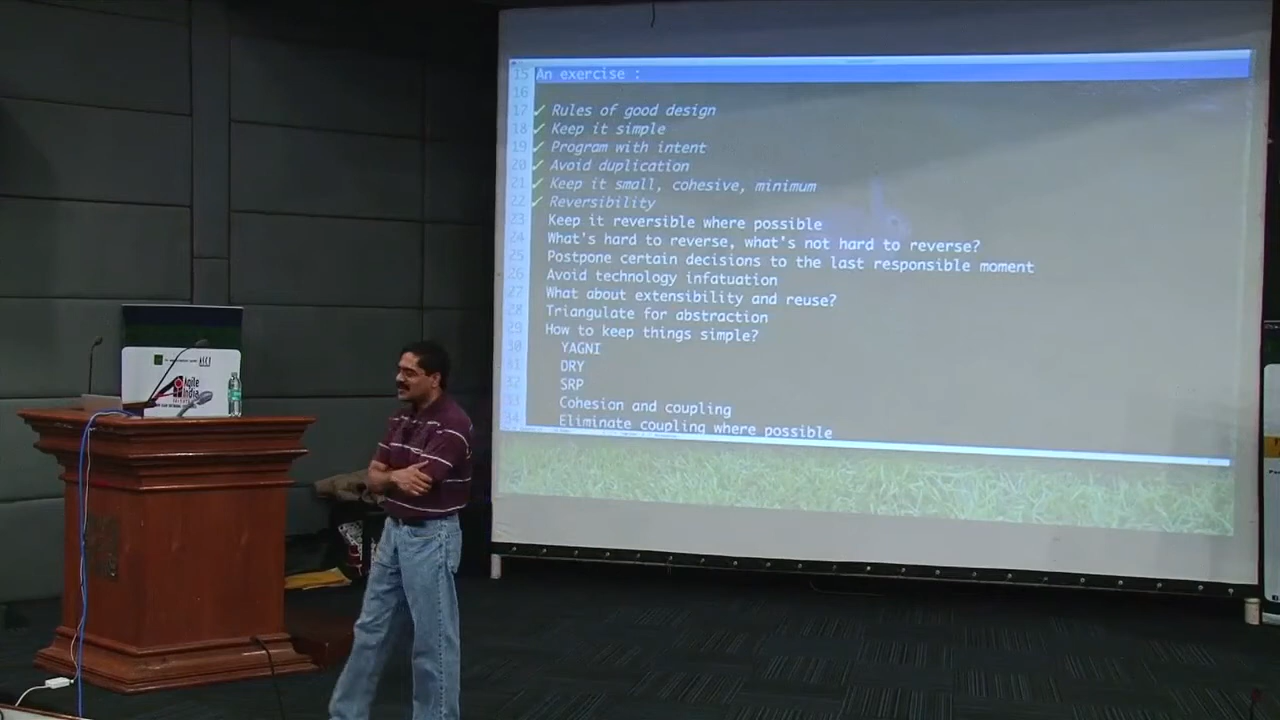 15 An exercise :
16
17 ✓ Rules of good design
18 ✓ Keep it simple
19 ✓ Program with intent
20 ✓ Avoid duplication
21 ✓ Keep it small, cohesive, minimum
22 ✓ Reversibility
23 Keep it reversible where possible
24 What's hard to reverse, what's not hard to reverse?
25 Postpone certain decisions to the last responsible moment
26 Avoid technology infatuation
27 What about extensibility and reuse?
28 Triangulate for abstraction
29 How to keep things simple?
30 YAGNI
31 DRY
32 SRP
33 Cohesion and coupling
34 Eliminate coupling where possible
Agile
India